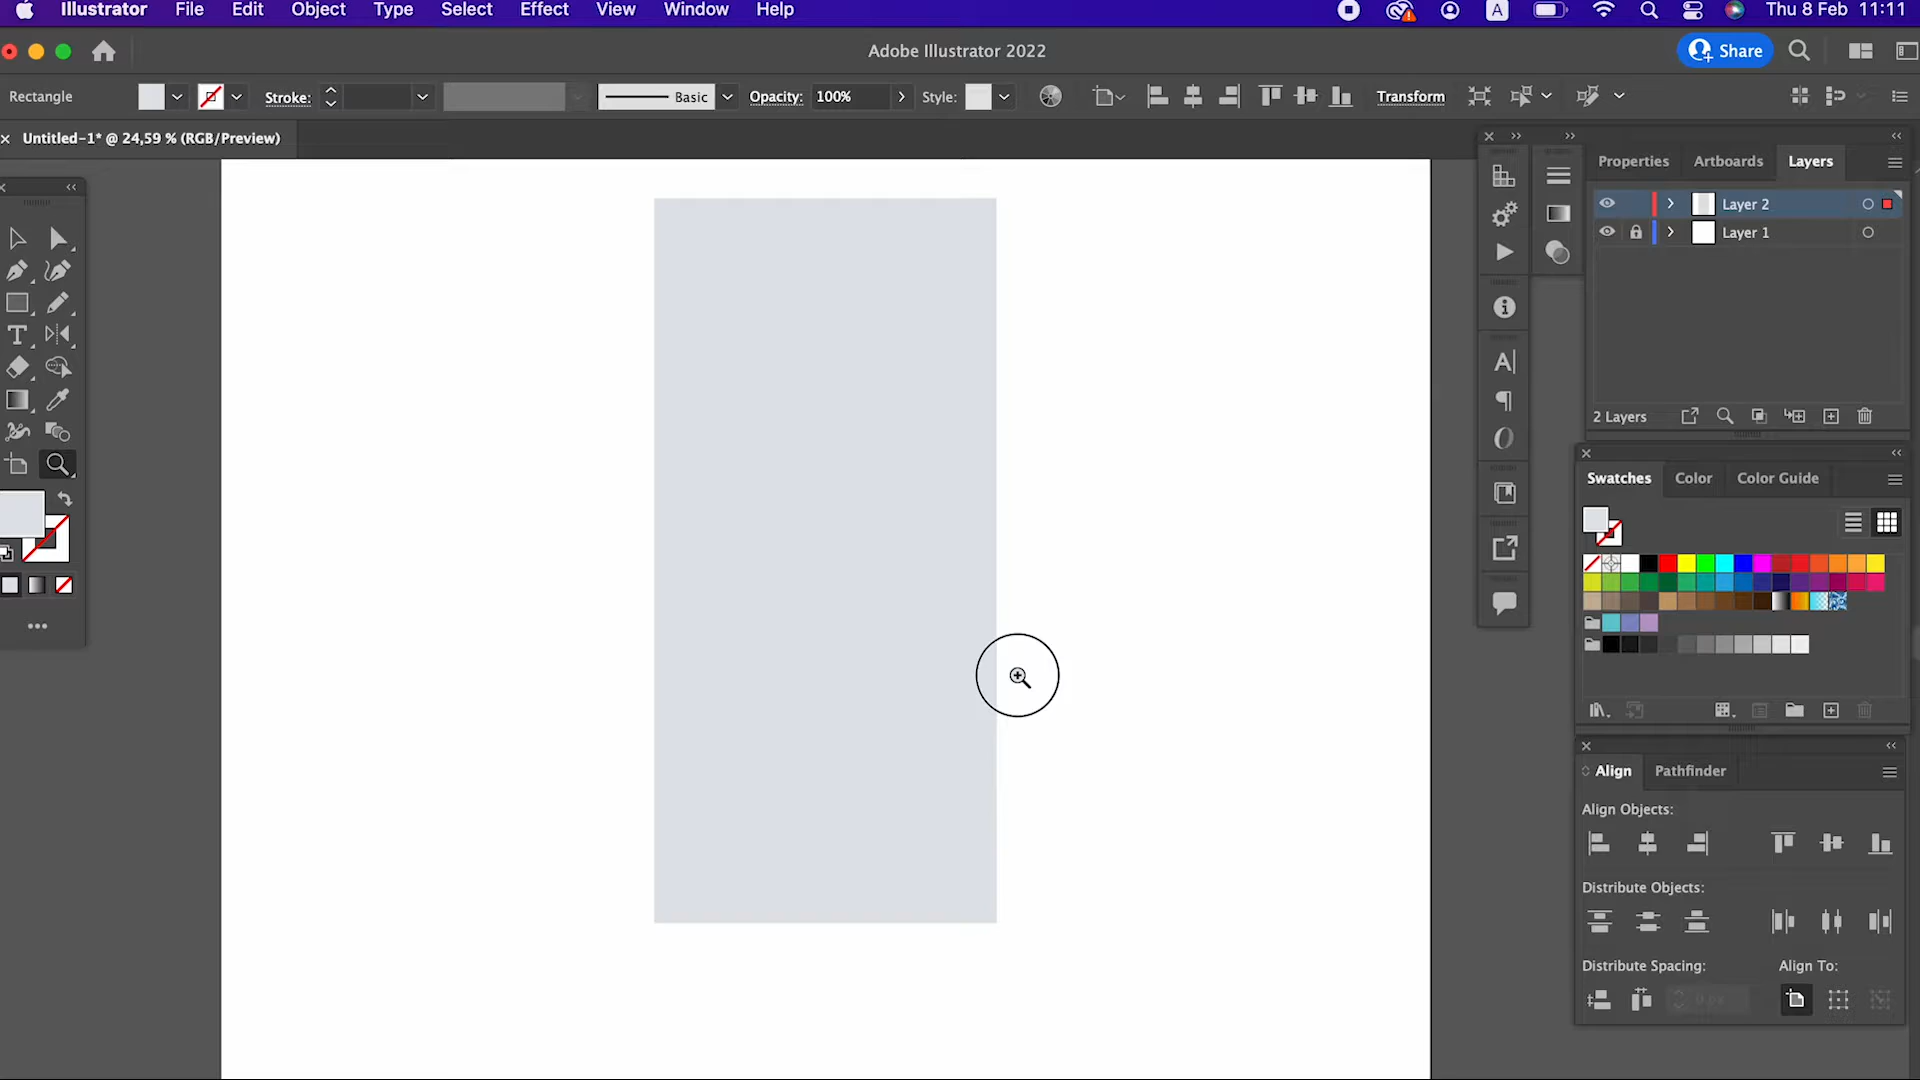 Illustrator File Edit Object Type Select Effect View Window Help A Thu 8 Feb 11:11
Adobe Illustrator 2022
Share
Rectangle Stroke: Basic Opacity: 100% Style: Transform
Untitled-1* @ 24,59 % (RGB/Preview)
Properties Artboards Layers
Layer 2
Layer 1
2 Layers
Swatches Color Color Guide
Align Pathfinder
Align Objects:
Distribute Objects:
Distribute Spacing: Align To:
0 px